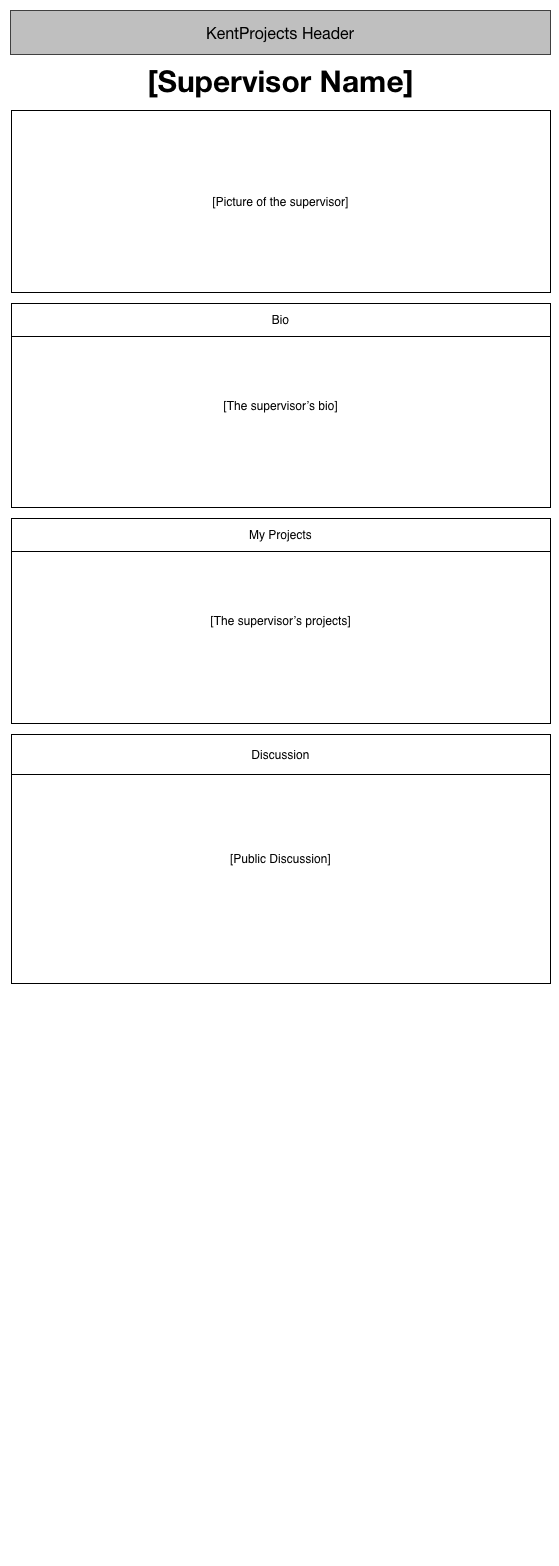 KentProjects Header
[Supervisor Name]
[Picture of the supervisor]
Bio
[The supervisor’s bio]
My Projects
[The supervisor’s projects]
Discussion
[Public Discussion]